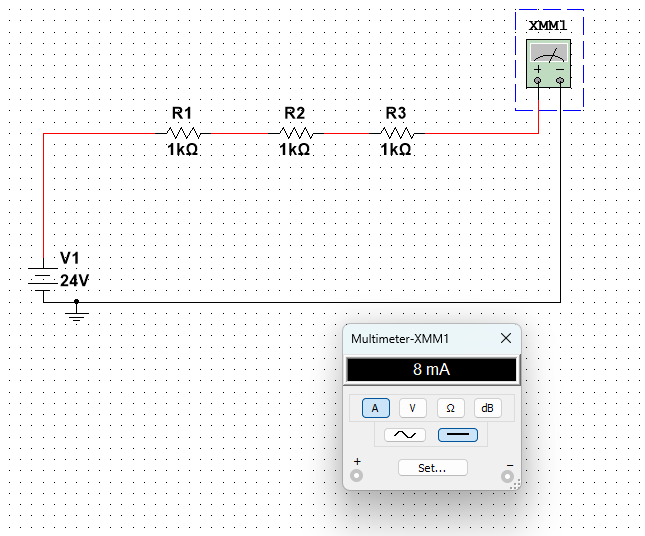 XMM1
+ −
R1
R2
R3
1kΩ
1kΩ
1kΩ
V1
24V
Multimeter-XMM1
8 mA
A V Ω dB
Set...
+ −